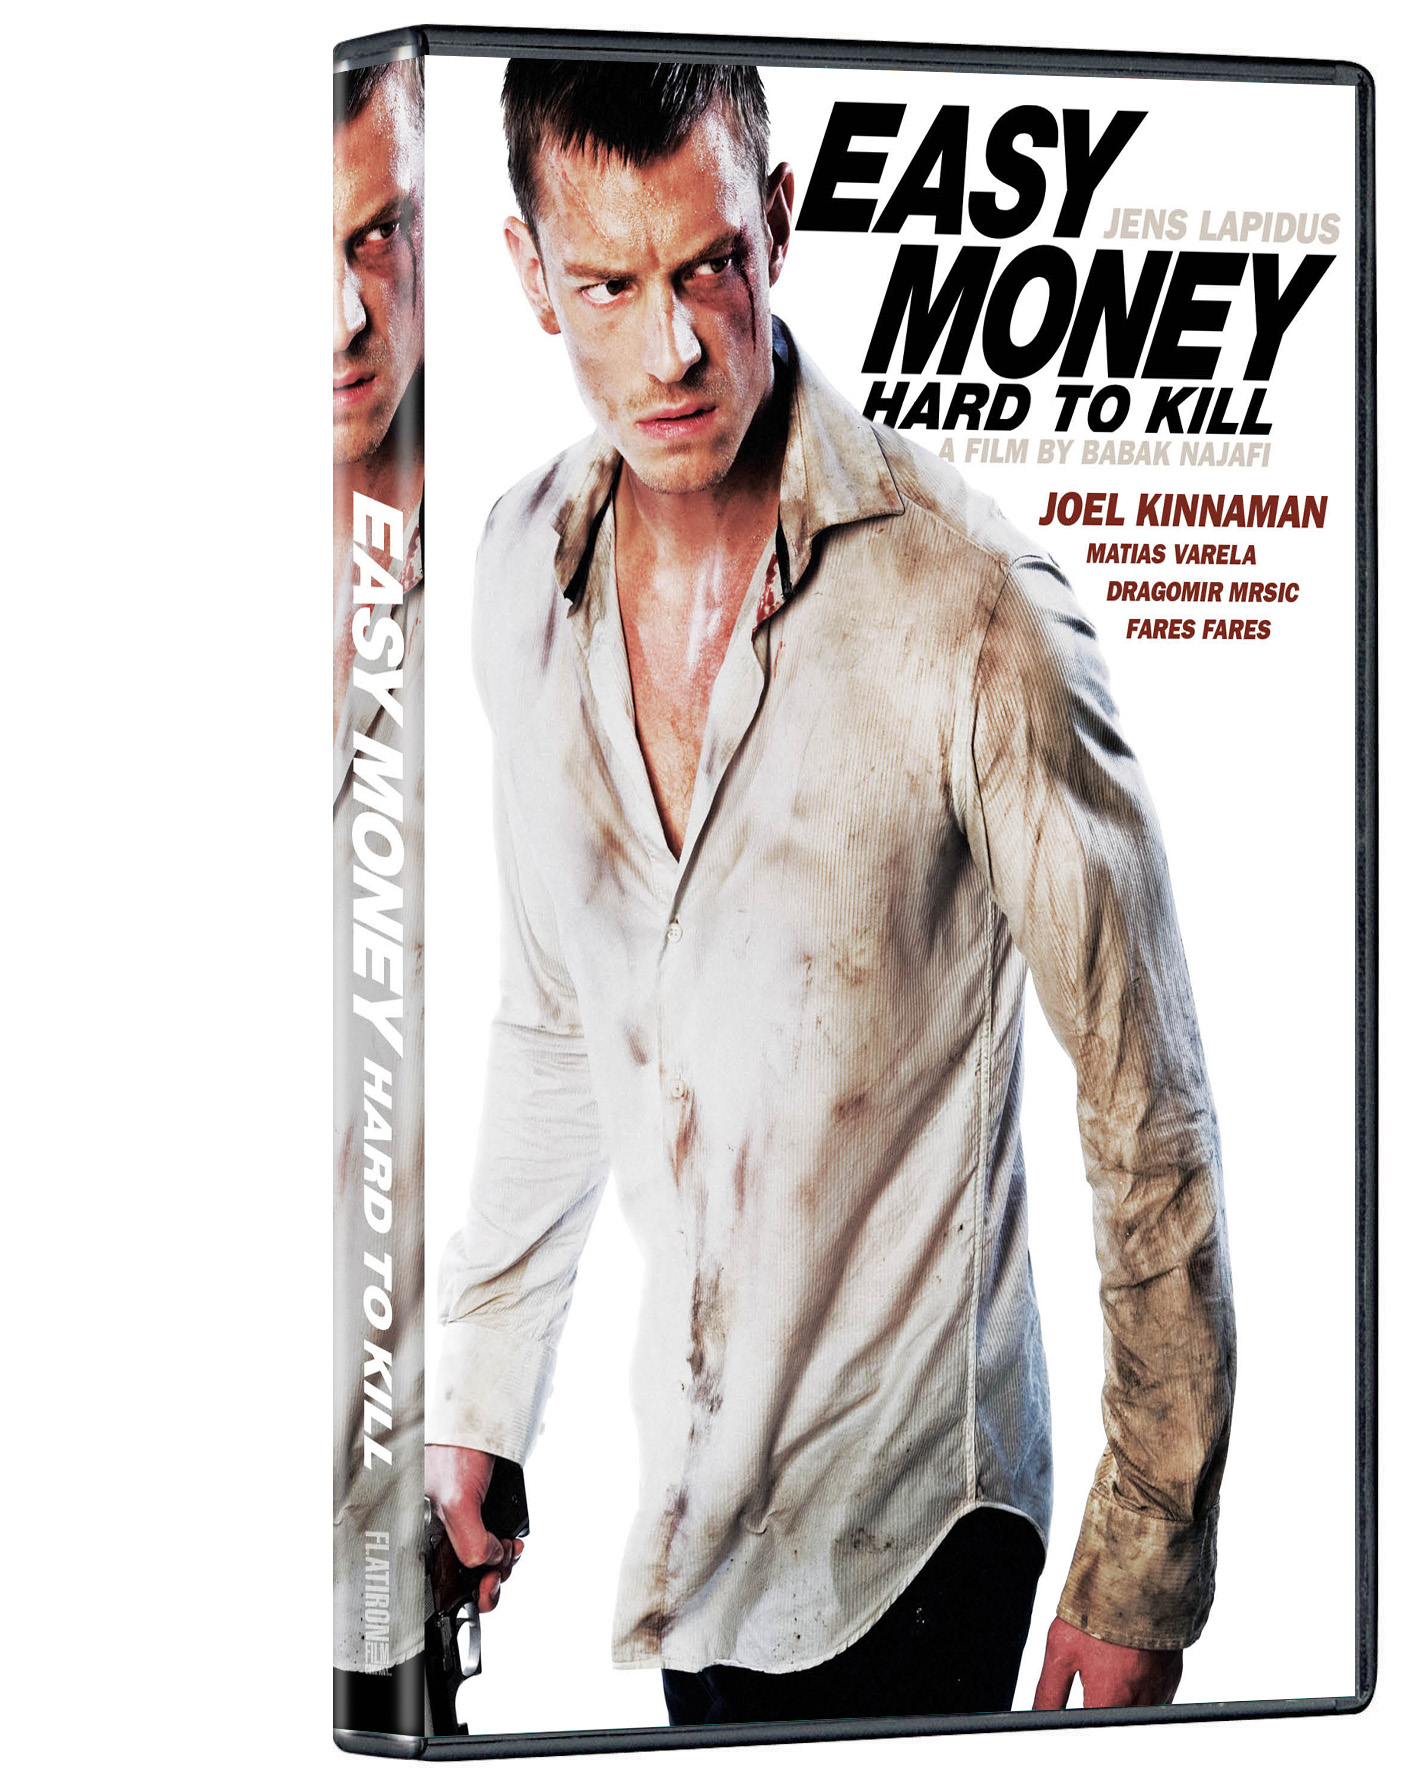 EASY
JENS LAPIDUS
MONEY
HARD TO KILL
A FILM BY BABAK NAJAFI
JOEL KINNAMAN
MATIAS VARELA
DRAGOMIR MRSIC
FARES FARES
EASY MONEY HARD TO KILL
FLATIRON
FILM